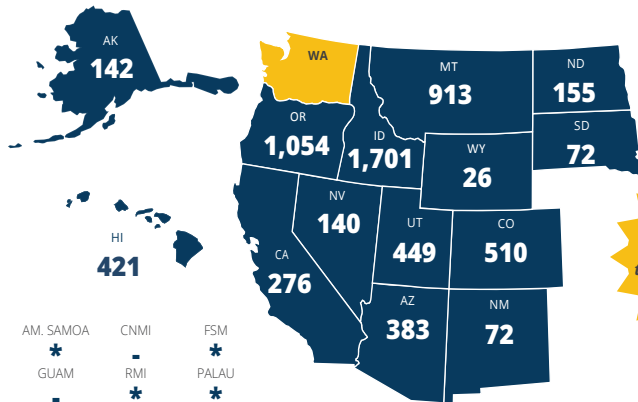 AK
142
WA
MT
913
ND
155
OR
1,054
ID
1,701
SD
72
WY
26
HI
421
NV
140
UT
449
CO
510
CA
276
AZ
383
NM
72
AM. SAMOA CNMI FSM
* - *
GUAM RMI PALAU
- * *